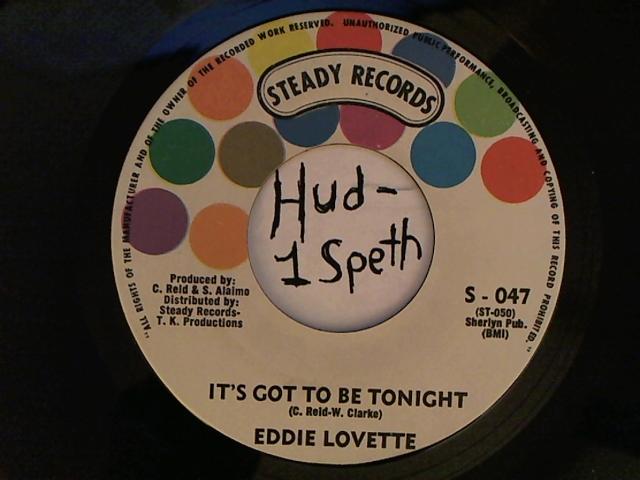 "ALL RIGHTS OF THE MANUFACTURER AND OF THE OWNER OF THE RECORDED WORK RESERVED. UNAUTHORIZED PUBLIC PERFORMANCE, BROADCASTING AND COPYING OF THIS RECORD PROHIBITED."
STEADY RECORDS
Hud-
1 Speth
Produced by:
C. Reid & S. Alaimo
Distributed by:
Steady Records-
T. K. Productions
S - 047
(ST-050)
Sherlyn Pub.
(BMI)
IT'S GOT TO BE TONIGHT
(C. Reid-W. Clarke)
EDDIE LOVETTE